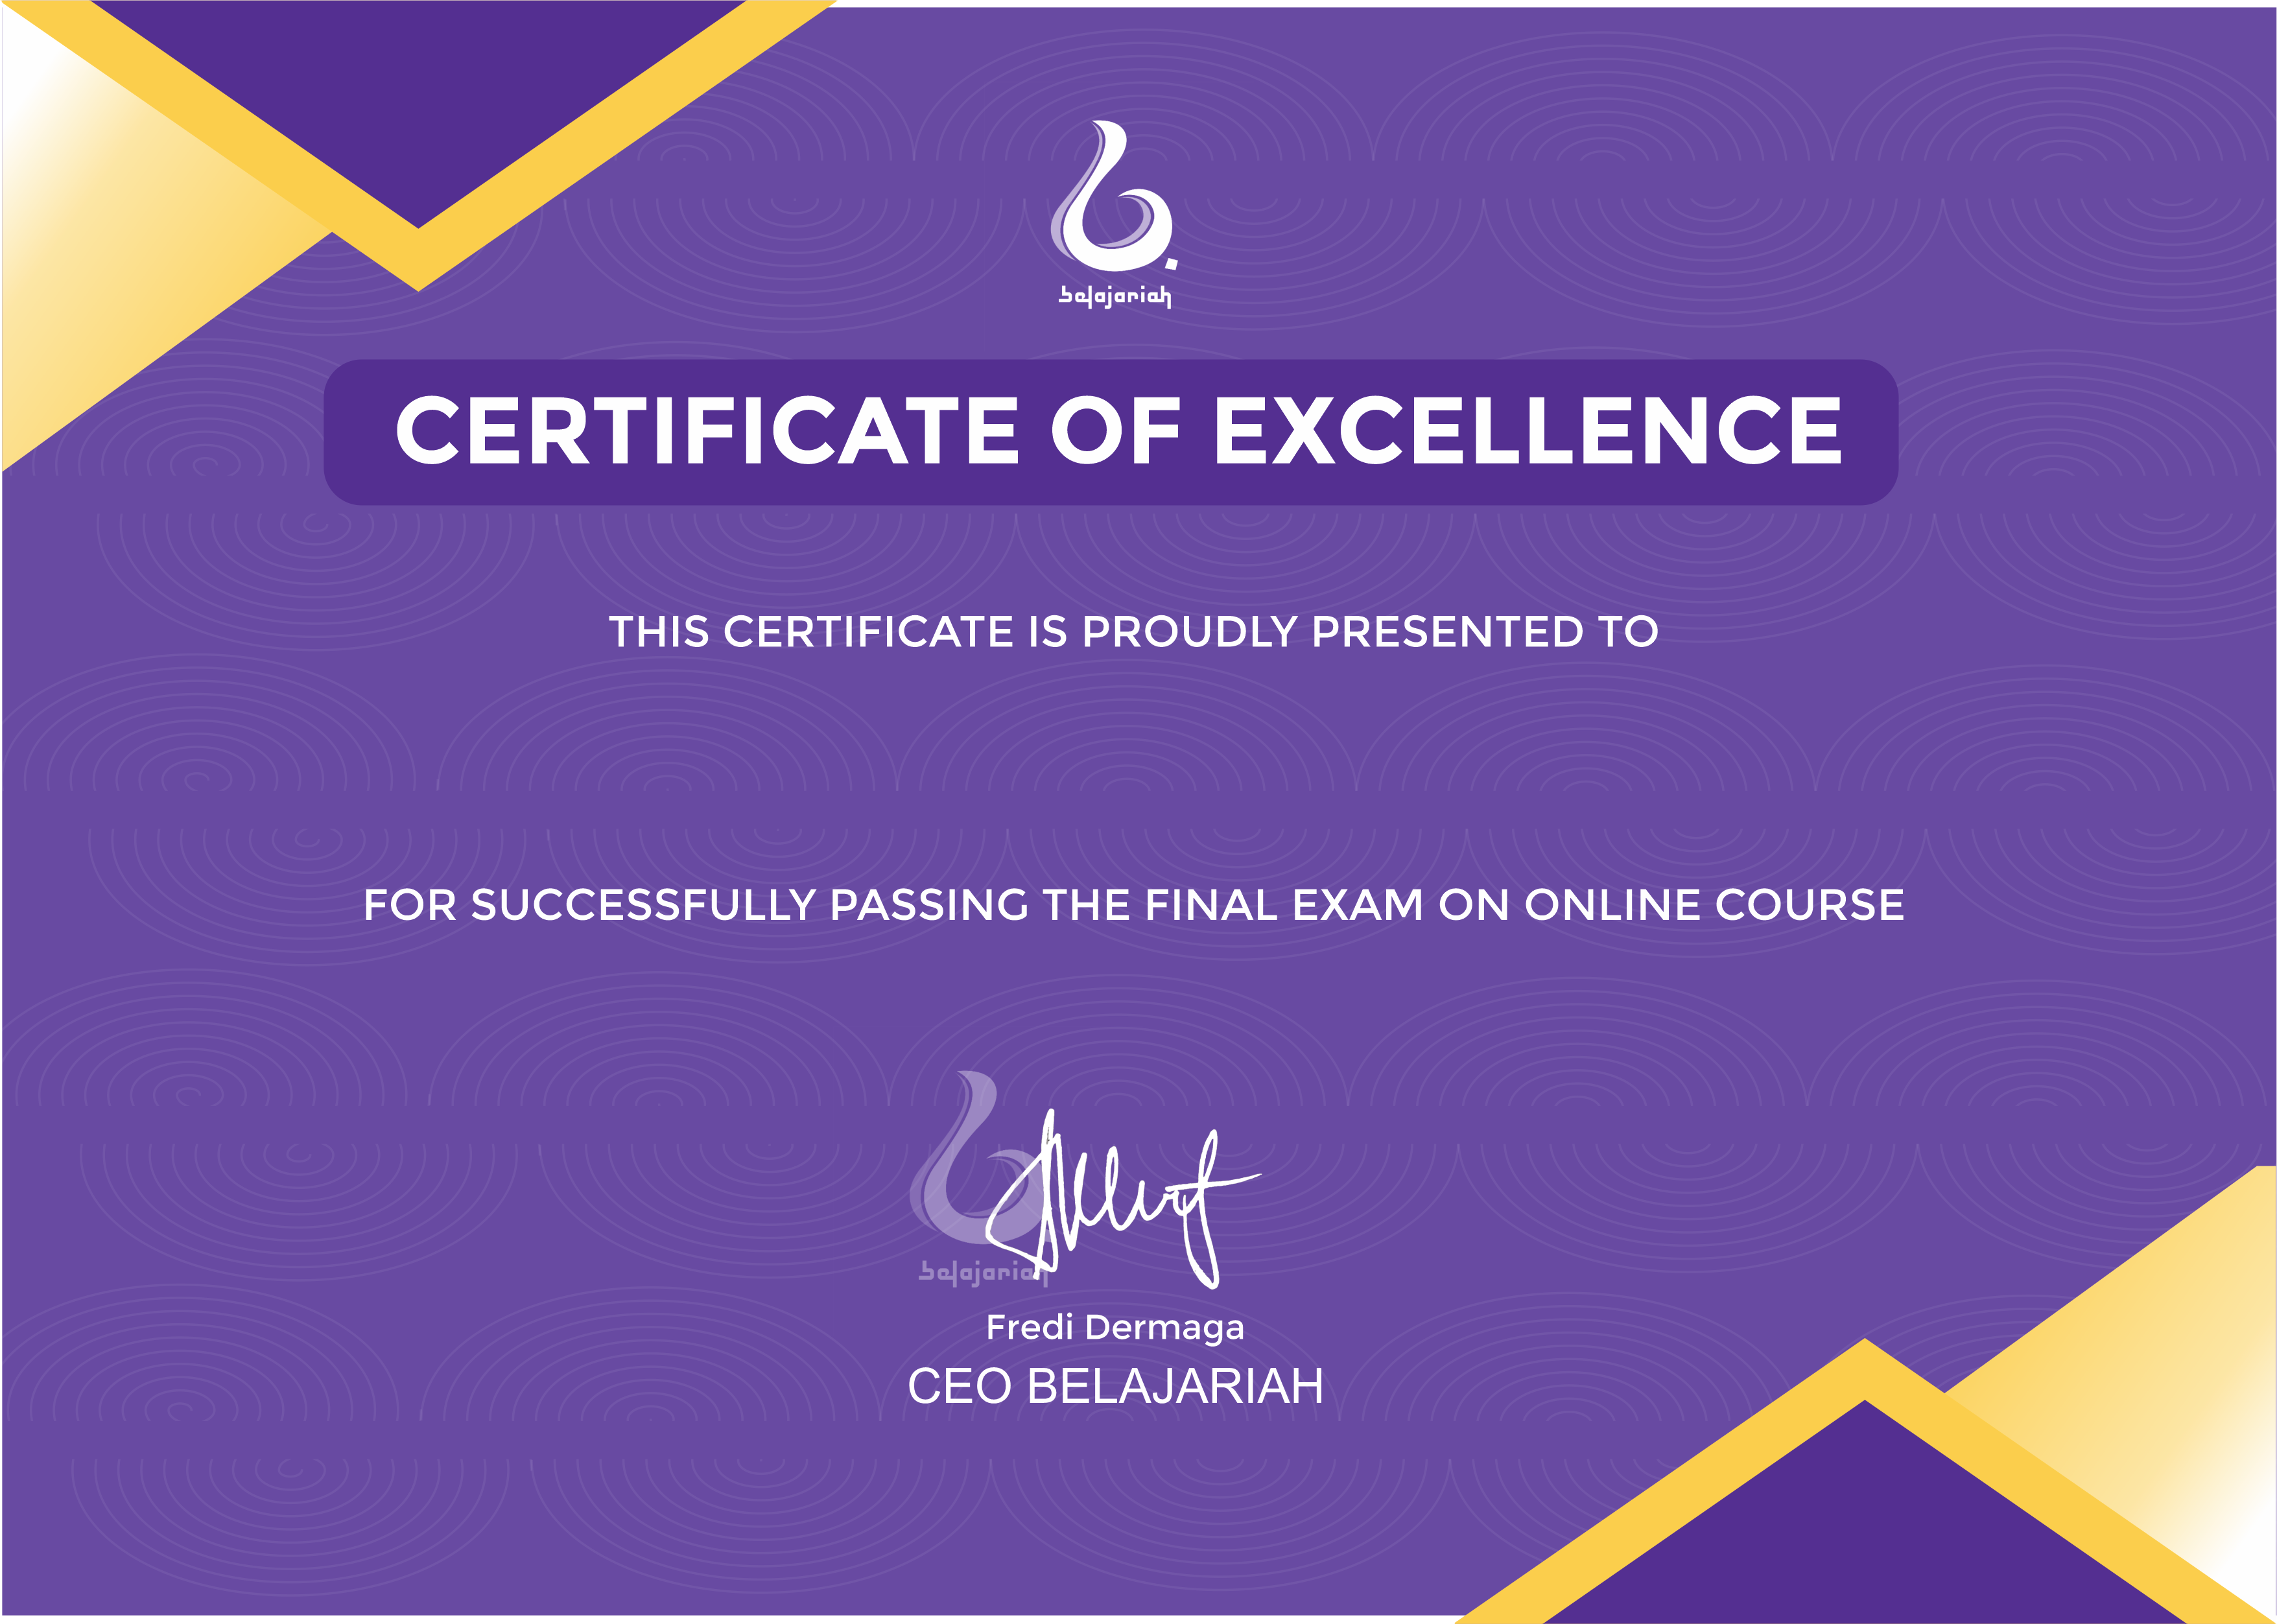 belajariah
CERTIFICATE OF EXCELLENCE
THIS CERTIFICATE IS PROUDLY PRESENTED TO
FOR SUCCESSFULLY PASSING THE FINAL EXAM ON ONLINE COURSE
belajariah
Fredi Dermaga
CEO BELAJARIAH